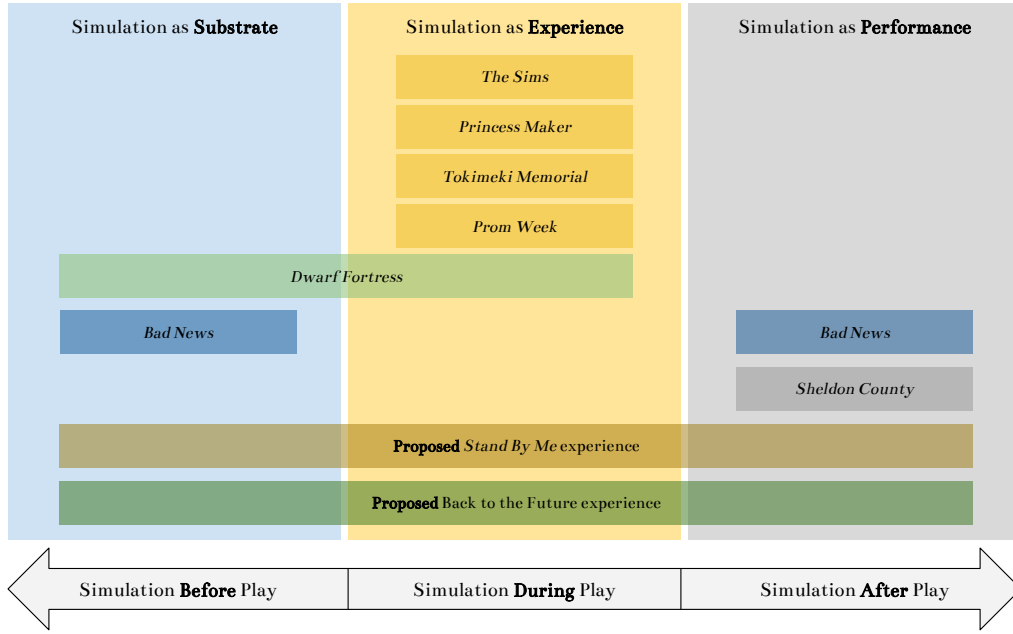 Simulation as Substrate
Simulation as Experience
Simulation as Performance
The Sims
Princess Maker
Tokimeki Memorial
Prom Week
Dwarf Fortress
Bad News
Bad News
Sheldon County
Proposed Stand By Me experience
Proposed Back to the Future experience
Simulation Before Play
Simulation During Play
Simulation After Play